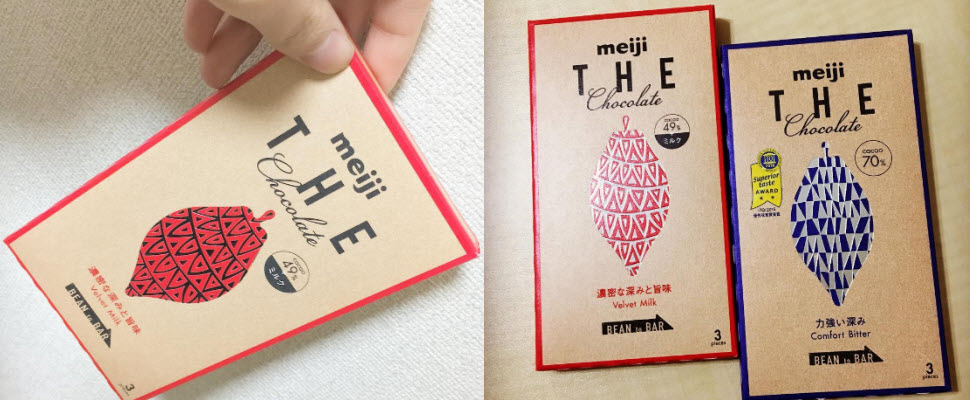 meiji
THE
Chocolate
cacao
49%
ミルク
濃密な深みと旨味
Velvet Milk
BEAN to BAR
3
meiji
THE
Chocolate
cacao
49%
ミルク
濃密な深みと旨味
Velvet Milk
BEAN to BAR
3
pieces
meiji
THE
Chocolate
cacao
70%
Superior
taste
AWARD
力強い深み
Comfort Bitter
BEAN to BAR
3
pieces